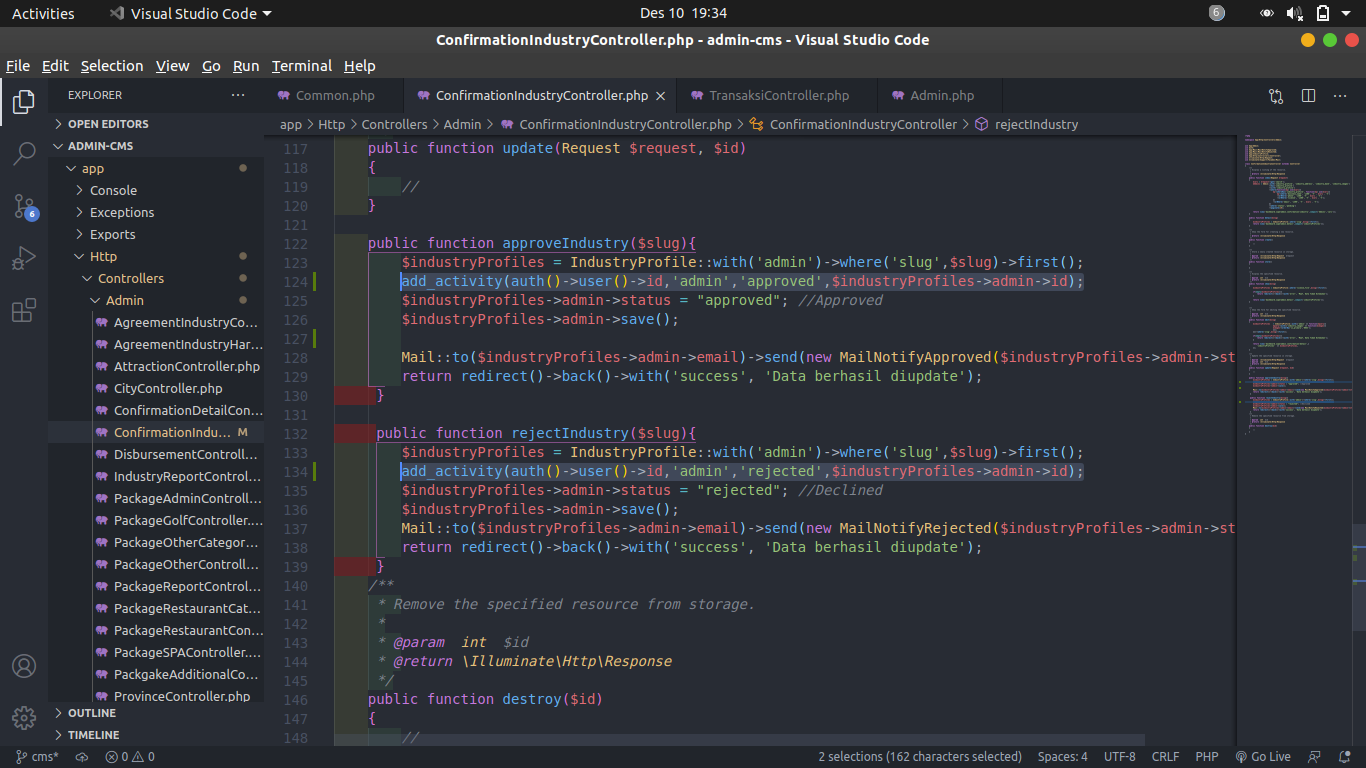 Activities
Visual Studio Code
Des 10 19:34
6
ConfirmationIndustryController.php - admin-cms - Visual Studio Code
File Edit Selection View Go Run Terminal Help
EXPLORER
Common.php
ConfirmationIndustryController.php
TransaksiController.php
Admin.php
app > Http > Controllers > Admin > ConfirmationIndustryController.php > ConfirmationIndustryController > rejectIndustry
OPEN EDITORS
ADMIN-CMS
app
Console
Exceptions
Exports
Http
Controllers
Admin
AgreementIndustryCo...
AgreementIndustryHar...
AttractionController.php
CityController.php
ConfirmationDetailCon...
ConfirmationIndu... M
DisbursementControll...
IndustryReportControl...
PackageAdminControll...
PackageGolfController....
PackageOtherCategor...
PackageOtherControll...
PackageReportControl...
PackageRestaurantCat...
PackageRestaurantCon...
PackageSPAController....
PackgakeAdditionalCo...
ProvinceController.php
OUTLINE
TIMELINE
6
117 public function update(Request $request, $id)
118 {
119 //
120 }
121
122 public function approveIndustry($slug){
123 $industryProfiles = IndustryProfile::with('admin')->where('slug',$slug)->first();
124 add_activity(auth()->user()->id,'admin','approved',$industryProfiles->admin->id);
125 $industryProfiles->admin->status = "approved"; //Approved
126 $industryProfiles->admin->save();
127
128 Mail::to($industryProfiles->admin->email)->send(new MailNotifyApproved($industryProfiles->admin->st
129 return redirect()->back()->with('success', 'Data berhasil diupdate');
130 }
131
132 public function rejectIndustry($slug){
133 $industryProfiles = IndustryProfile::with('admin')->where('slug',$slug)->first();
134 add_activity(auth()->user()->id,'admin','rejected',$industryProfiles->admin->id);
135 $industryProfiles->admin->status = "rejected"; //Declined
136 $industryProfiles->admin->save();
137 Mail::to($industryProfiles->admin->email)->send(new MailNotifyRejected($industryProfiles->admin->st
138 return redirect()->back()->with('success', 'Data berhasil diupdate');
139 }
140 /**
141 * Remove the specified resource from storage.
142 *
143 * @param  int  $id
144 * @return \Illuminate\Http\Response
145 */
146 public function destroy($id)
147 {
148 //
cms* 0 0 2 selections (162 characters selected) Spaces: 4 UTF-8 CRLF PHP Go Live